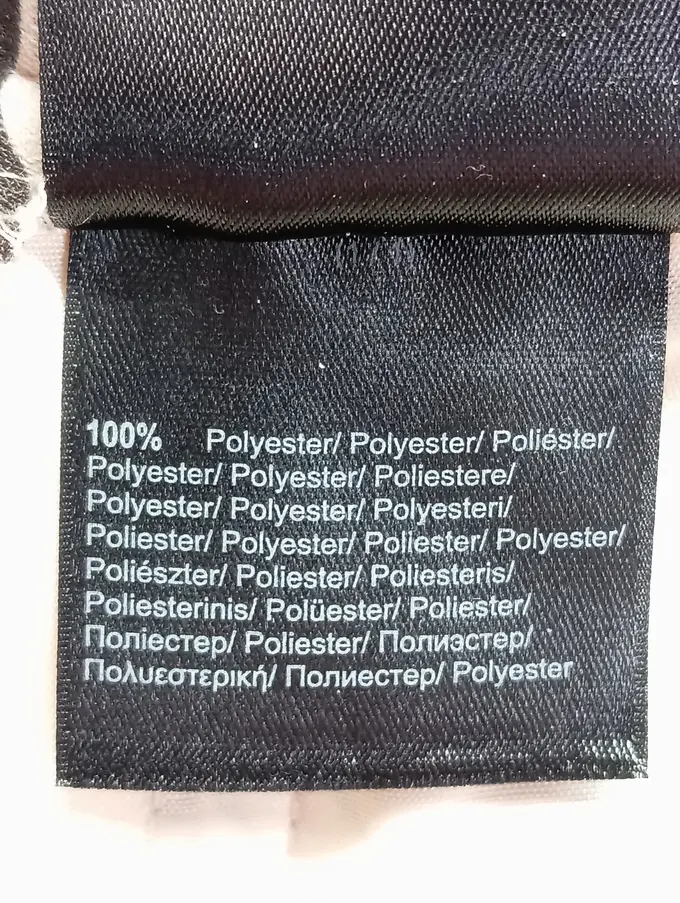 100% Polyester/ Polyester/ Poliéster/
Polyester/ Polyester/ Poliestere/
Polyester/ Polyester/ Polyesteri/
Poliester/ Polyester/ Poliester/ Polyester/
Poliészter/ Poliester/ Poliesteris/
Poliesterinis/ Polüester/ Poliester/
Поліестер/ Poliester/ Полиэстер/
Πολυεστερική/ Полиестер/ Polyester